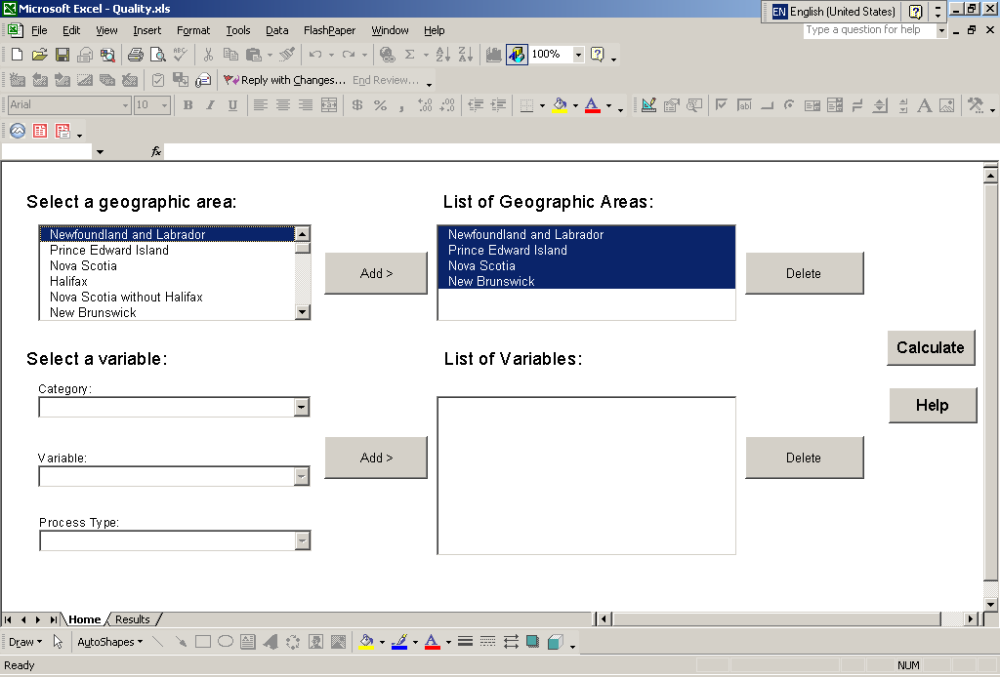 Microsoft Excel - Quality.xls
EN English (United States)
File Edit View Insert Format Tools Data FlashPaper Window Help
Type a question for help
100%
Reply with Changes... End Review...
Arial 10 B I U $ % , ab| A
fx
Select a geographic area: List of Geographic Areas:
Newfoundland and Labrador
Prince Edward Island
Nova Scotia
Halifax
Nova Scotia without Halifax
New Brunswick
Add >
Newfoundland and Labrador
Prince Edward Island
Nova Scotia
New Brunswick
Delete
Calculate
Help
Select a variable: List of Variables:
Category:
Variable:
Process Type:
Add >
Delete
Home Results
Draw AutoShapes
Ready NUM